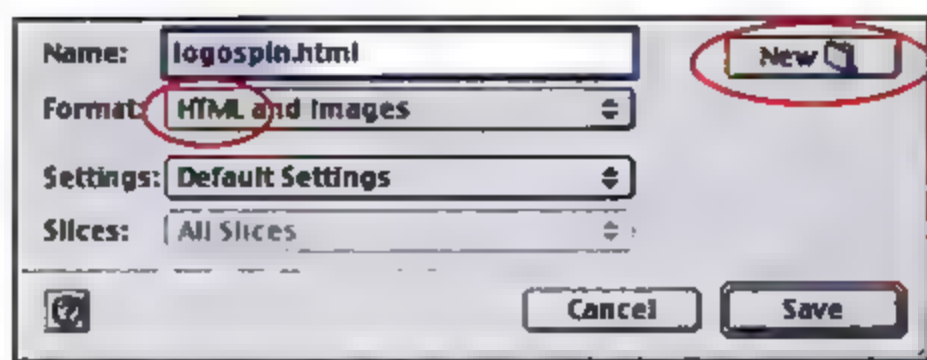 Name: logospin.html New
Format: HTML and Images
Settings: Default Settings
Slices: All Slices
Cancel Save